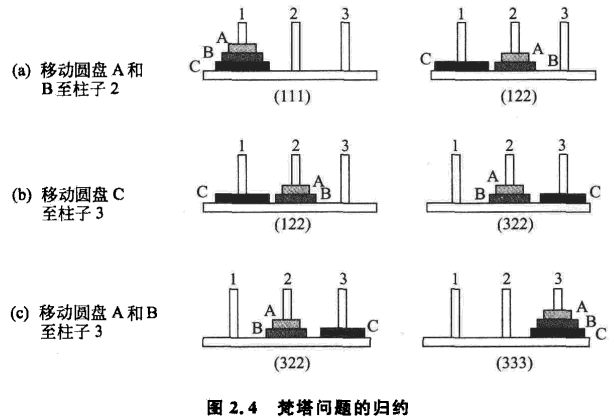 (a) 移动圆盘 A 和
B 至柱子 2
1 2 3
A
B
C
(111)
1 2 3
A
C B
(122)
(b) 移动圆盘 C
至柱子 3
1 2 3
A
C B
(122)
1 2 3
A
B C
(322)
(c) 移动圆盘 A 和 B
至柱子 3
1 2 3
A
B C
(322)
1 2 3
A
B
C
(333)
图 2.4 梵塔问题的归约